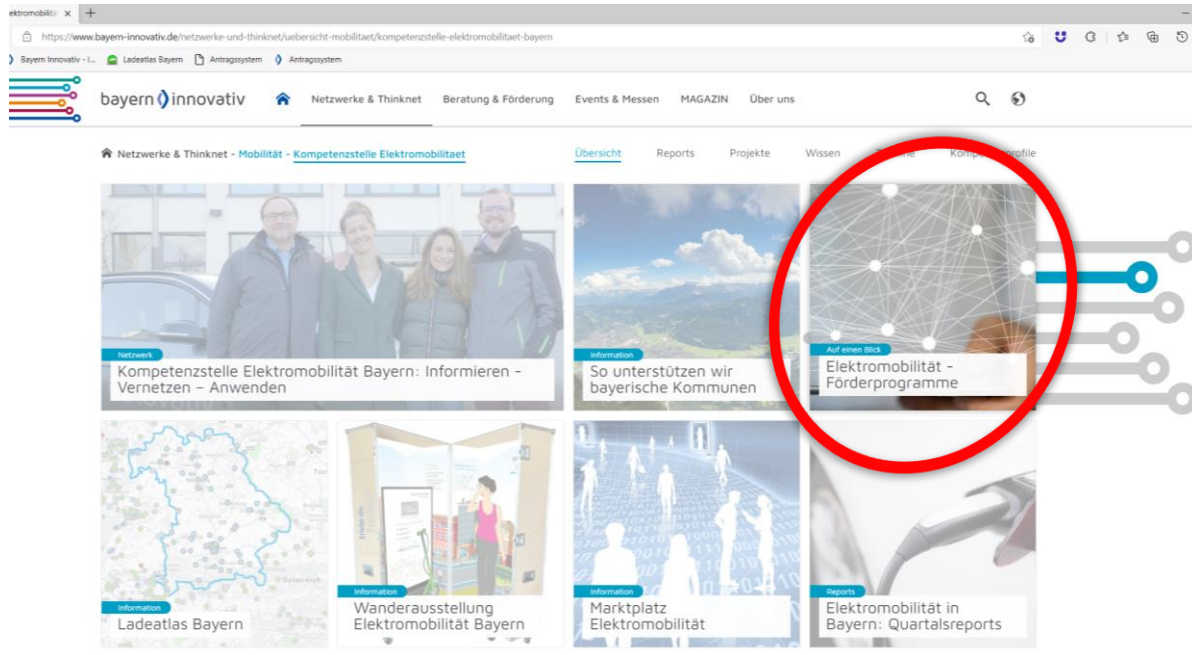 ektromobilitä
https://www.bayern-innovativ.de/netzwerke-und-thinknet/uebersicht-mobilitaet/kompetenzstelle-elektromobilitaet-bayern
Bayern Innovativ - I... Ladeatlas Bayern Antragssystem Antragssystem
bayern innovativ Netzwerke & Thinknet Beratung & Förderung Events & Messen MAGAZIN Über uns
Netzwerke & Thinknet - Mobilität - Kompetenzstelle Elektromobilitaet
Übersicht Reports Projekte Wissen
Netzwerk
Kompetenzstelle Elektromobilität Bayern: Informieren -
Vernetzen – Anwenden
Information
So unterstützen wir
bayerische Kommunen
Auf einen Blick
Elektromobilität -
Förderprogramme
Information
Ladeatlas Bayern
Information
Wanderausstellung
Elektromobilität Bayern
Information
Marktplatz
Elektromobilität
Reports
Elektromobilität in
Bayern: Quartalsreports